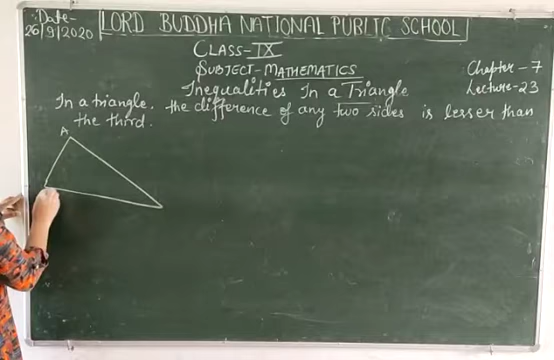 Date-
26/9/2020
LORD BUDDHA NATIONAL PUBLIC SCHOOL
CLASS-IX
SUBJECT-MATHEMATICS
Chapter-7
Inequalities In a Triangle
Lecture-23
In a triangle. the difference of any two sides is lesser than
the third.
A